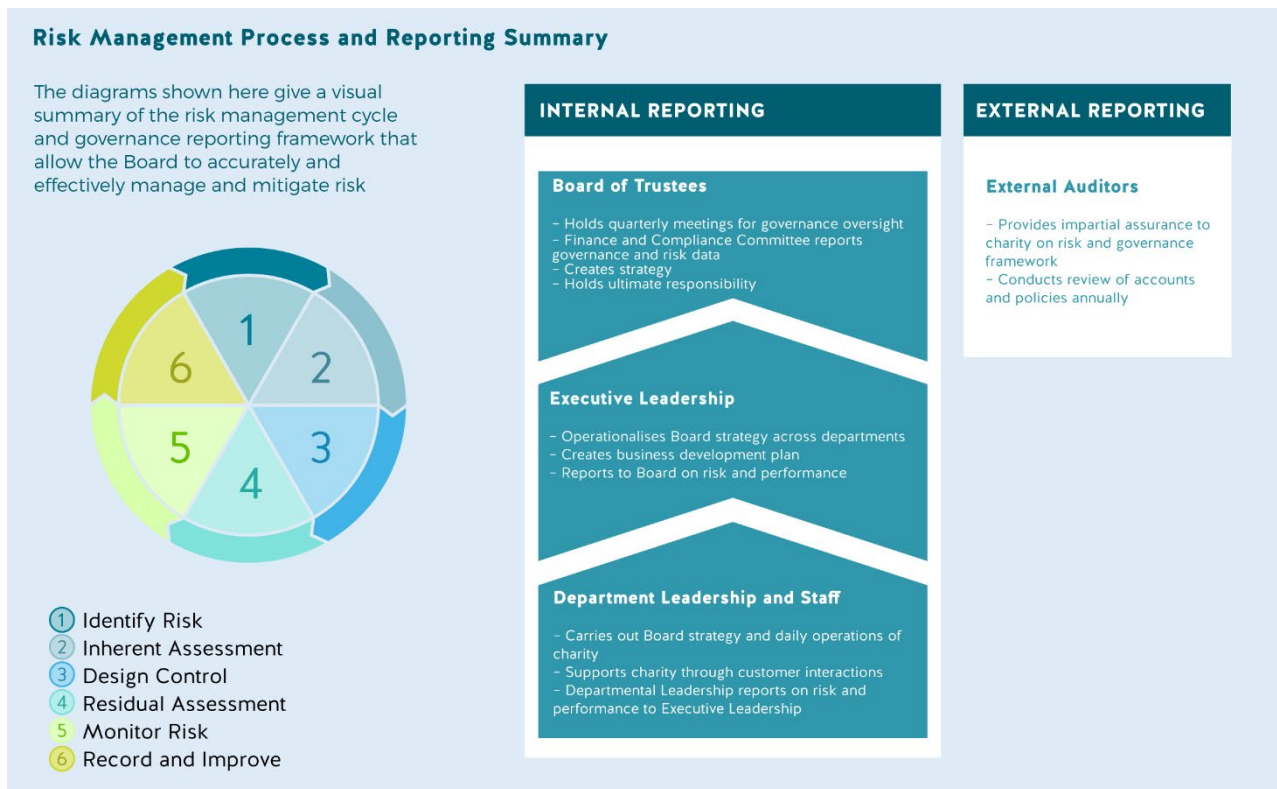 Risk Management Process and Reporting Summary
The diagrams shown here give a visual
summary of the risk management cycle
and governance reporting framework that
allow the Board to accurately and
effectively manage and mitigate risk
1
2
3
4
5
6
1 Identify Risk
2 Inherent Assessment
3 Design Control
4 Residual Assessment
5 Monitor Risk
6 Record and Improve
INTERNAL REPORTING
Board of Trustees
– Holds quarterly meetings for governance oversight
– Finance and Compliance Committee reports
governance and risk data
– Creates strategy
– Holds ultimate responsibility
Executive Leadership
– Operationalises Board strategy across departments
– Creates business development plan
– Reports to Board on risk and performance
Department Leadership and Staff
– Carries out Board strategy and daily operations of
charity
– Supports charity through customer interactions
– Departmental Leadership reports on risk and
performance to Executive Leadership
EXTERNAL REPORTING
External Auditors
– Provides impartial assurance to
charity on risk and governance
framework
– Conducts review of accounts
and policies annually